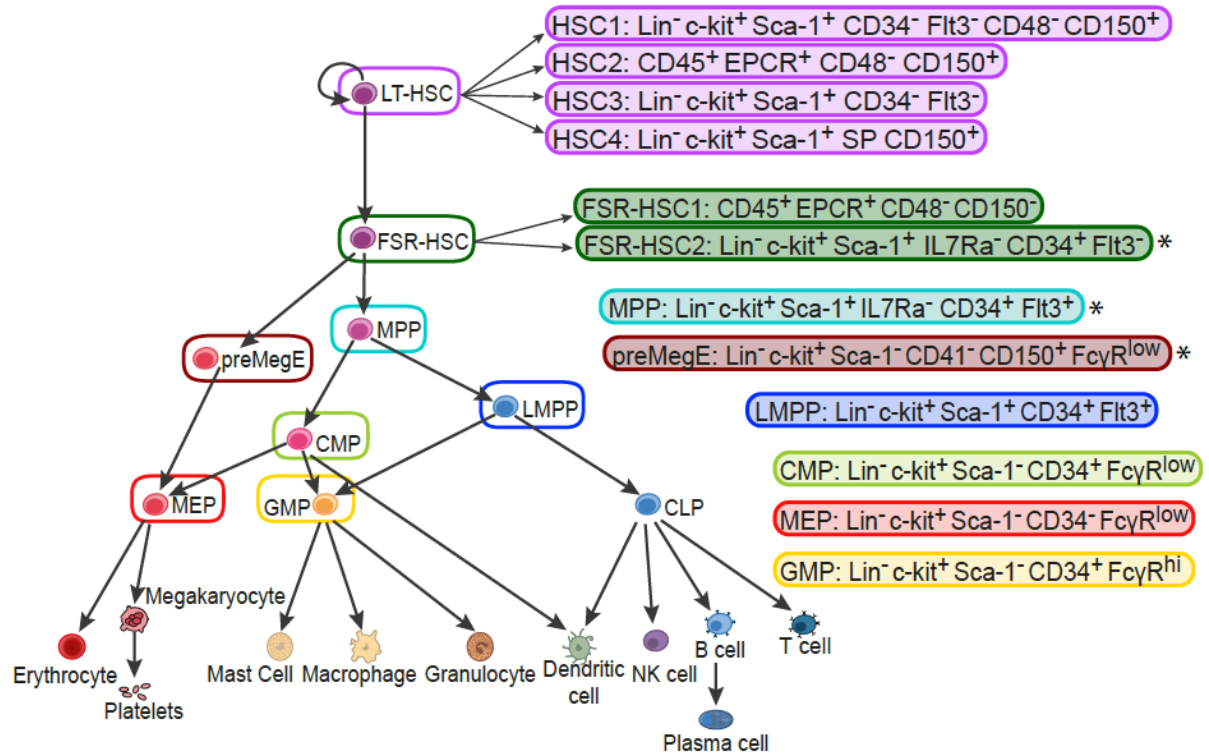 HSC1: Lin⁻ c-kit⁺ Sca-1⁺ CD34⁻ Flt3⁻ CD48⁻ CD150⁺
HSC2: CD45⁺ EPCR⁺ CD48⁻ CD150⁺
LT-HSC
HSC3: Lin⁻ c-kit⁺ Sca-1⁺ CD34⁻ Flt3⁻
HSC4: Lin⁻ c-kit⁺ Sca-1⁺ SP CD150⁺
FSR-HSC1: CD45⁺ EPCR⁺ CD48⁻ CD150⁻
FSR-HSC
FSR-HSC2: Lin⁻ c-kit⁺ Sca-1⁺ IL7Ra⁻ CD34⁺ Flt3⁻ *
MPP: Lin⁻ c-kit⁺ Sca-1⁺ IL7Ra⁻ CD34⁺ Flt3⁺ *
MPP
preMegE
preMegE: Lin⁻ c-kit⁺ Sca-1⁻ CD41⁻ CD150⁺ FcγR^low *
LMPP
LMPP: Lin⁻ c-kit⁺ Sca-1⁺ CD34⁺ Flt3⁺
CMP
CMP: Lin⁻ c-kit⁺ Sca-1⁻ CD34⁺ FcγR^low
MEP
GMP
CLP
MEP: Lin⁻ c-kit⁺ Sca-1⁻ CD34⁻ FcγR^low
GMP: Lin⁻ c-kit⁺ Sca-1⁻ CD34⁺ FcγR^hi
Megakaryocyte
Erythrocyte
Platelets
Mast Cell
Macrophage
Granulocyte
Dendritic
cell
NK cell
B cell
T cell
Plasma cell